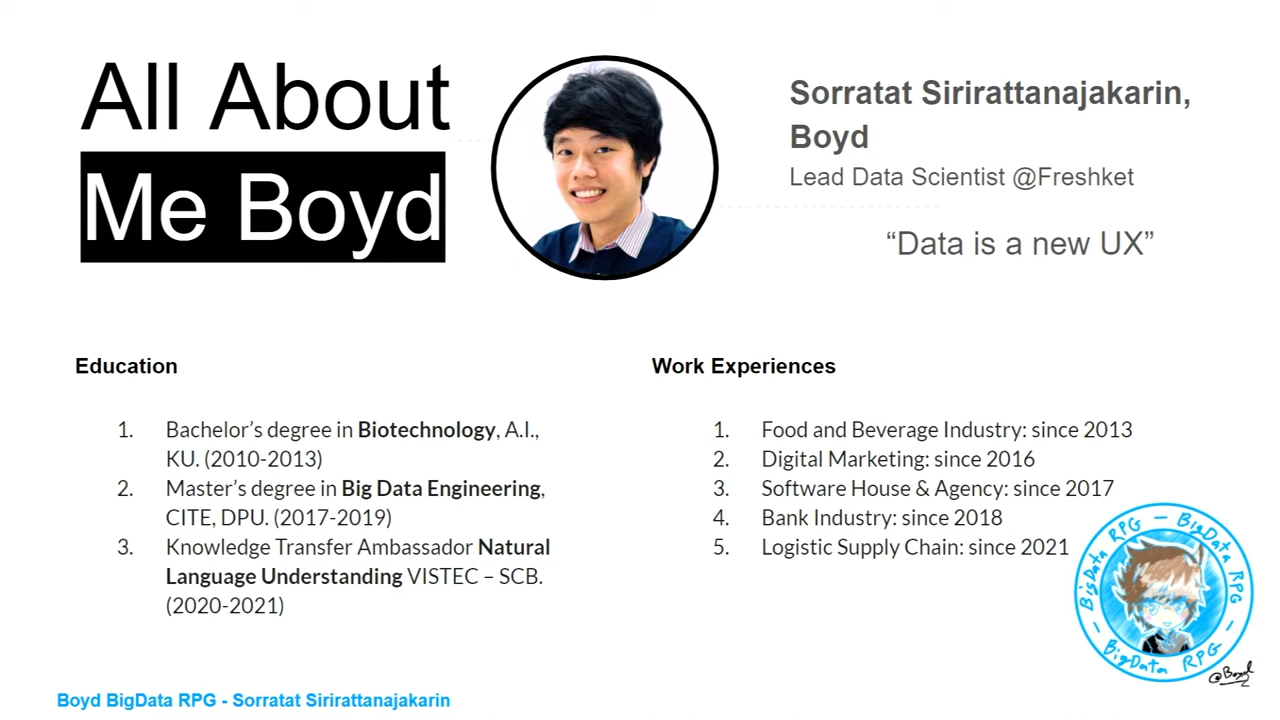 All About
Me Boyd
Sorratat Sirirattanajakarin,
Boyd
Lead Data Scientist @Freshket
“Data is a new UX”
Education
1. Bachelor’s degree in Biotechnology, A.I.,
KU. (2010-2013)
2. Master’s degree in Big Data Engineering,
CITE, DPU. (2017-2019)
3. Knowledge Transfer Ambassador Natural
Language Understanding VISTEC – SCB.
(2020-2021)
Work Experiences
1. Food and Beverage Industry: since 2013
2. Digital Marketing: since 2016
3. Software House & Agency: since 2017
4. Bank Industry: since 2018
5. Logistic Supply Chain: since 2021
BigData RPG – BigData RPG – BigData RPG –
@Boyd
Boyd BigData RPG - Sorratat Sirirattanajakarin